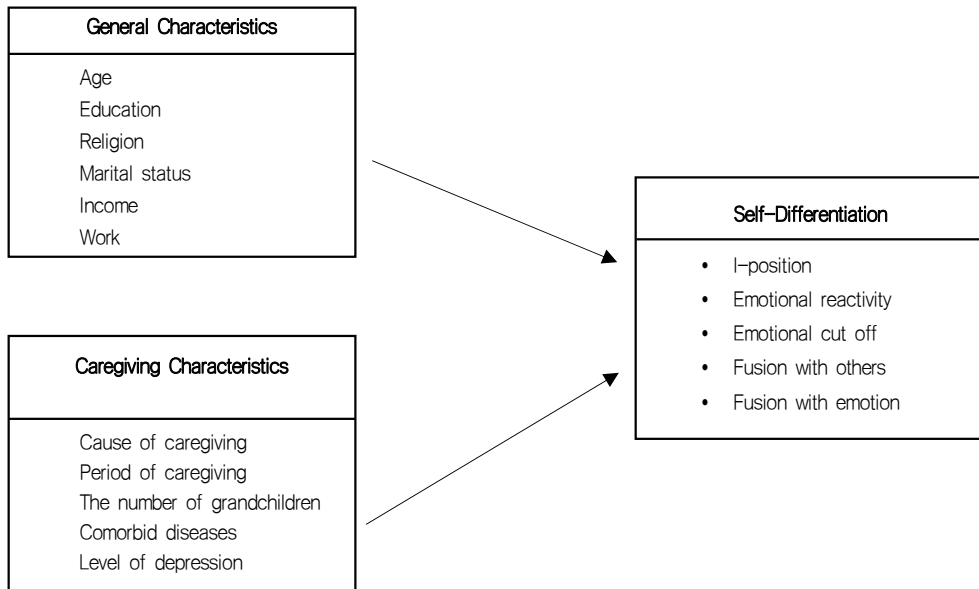 General Characteristics
Age
Education
Religion
Marital status
Income
Work
Caregiving Characteristics
Cause of caregiving
Period of caregiving
The number of grandchildren
Comorbid diseases
Level of depression
Self-Differentiation
• I-position
• Emotional reactivity
• Emotional cut off
• Fusion with others
• Fusion with emotion